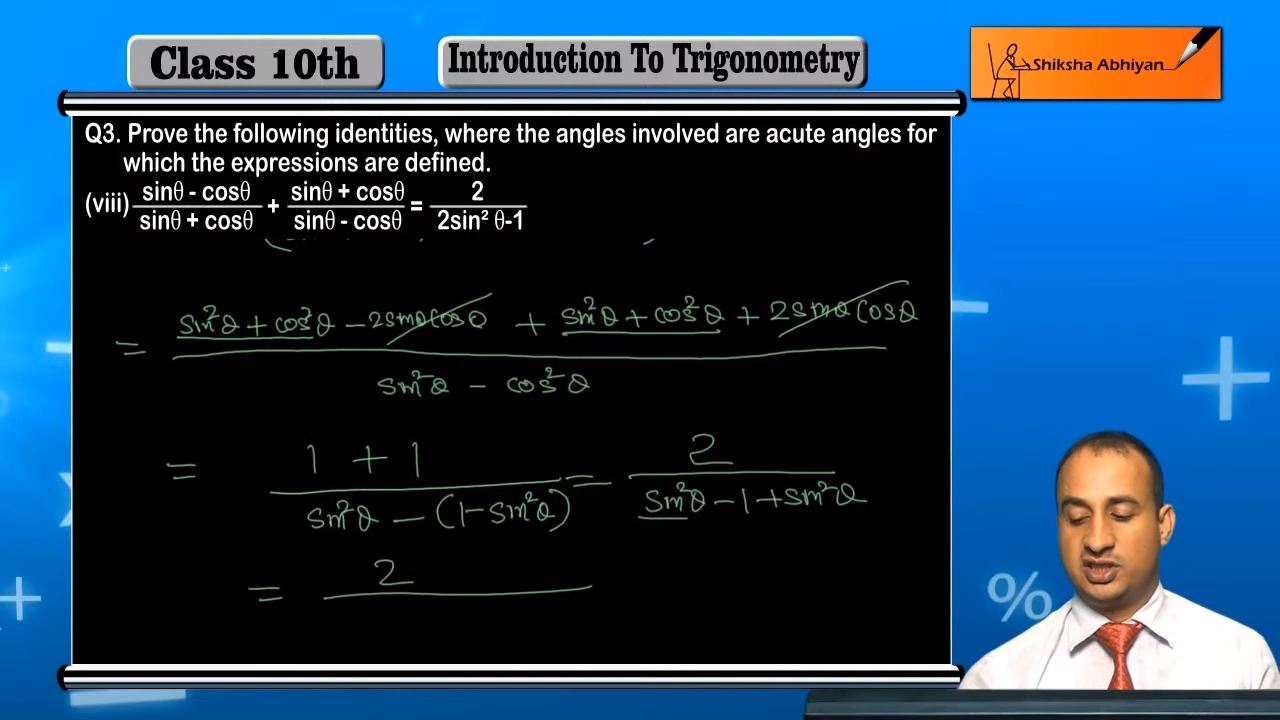 Class 10th
Introduction To Trigonometry
Shiksha Abhiyan
Q3. Prove the following identities, where the angles involved are acute angles for
which the expressions are defined.
(viii) sinθ - cosθ / sinθ + cosθ + sinθ + cosθ / sinθ - cosθ = 2 / 2sin² θ-1
= sin²θ + cos²θ - 2sinθcosθ + sin²θ + cos²θ + 2sinθcosθ / sin²θ - cos²θ
= 1 + 1 / sin²θ - (1-sin²θ) = 2 / sin²θ - 1 + sin²θ
= 2
%